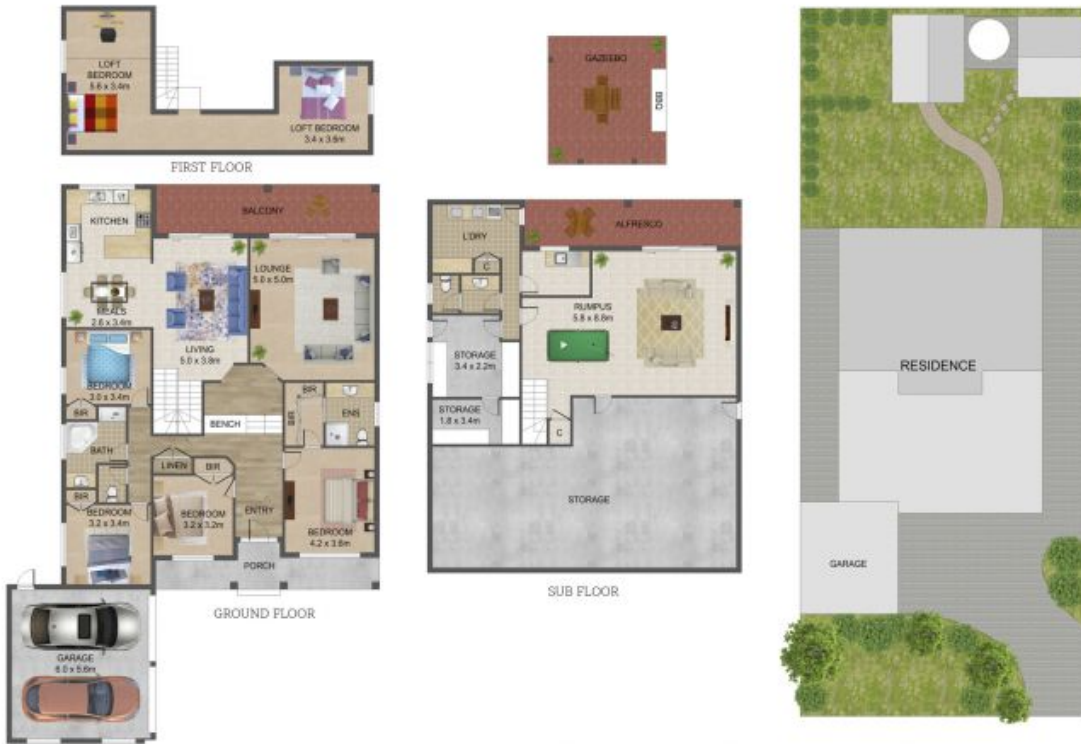 LOFT
BEDROOM
5.6 x 3.4m
LOFT BEDROOM
3.4 x 3.6m
FIRST FLOOR
GAZEEBO
BBQ
KITCHEN
BALCONY
LOUNGE
5.0 x 5.0m
MEALS
2.6 x 3.4m
LIVING
5.0 x 3.8m
BEDROOM
3.0 x 3.4m
BIR
BIR
BIR
ENS
BENCH
BATH
LINEN
BIR
BIR
BEDROOM
3.2 x 3.4m
BEDROOM
3.2 x 3.2m
ENTRY
BEDROOM
4.2 x 3.6m
PORCH
GROUND FLOOR
GARAGE
6.0 x 5.6m
L'DRY
ALFRESCO
C
RUMPUS
5.8 x 6.8m
STORAGE
3.4 x 2.2m
STORAGE
1.8 x 3.4m
C
STORAGE
SUB FLOOR
RESIDENCE
GARAGE